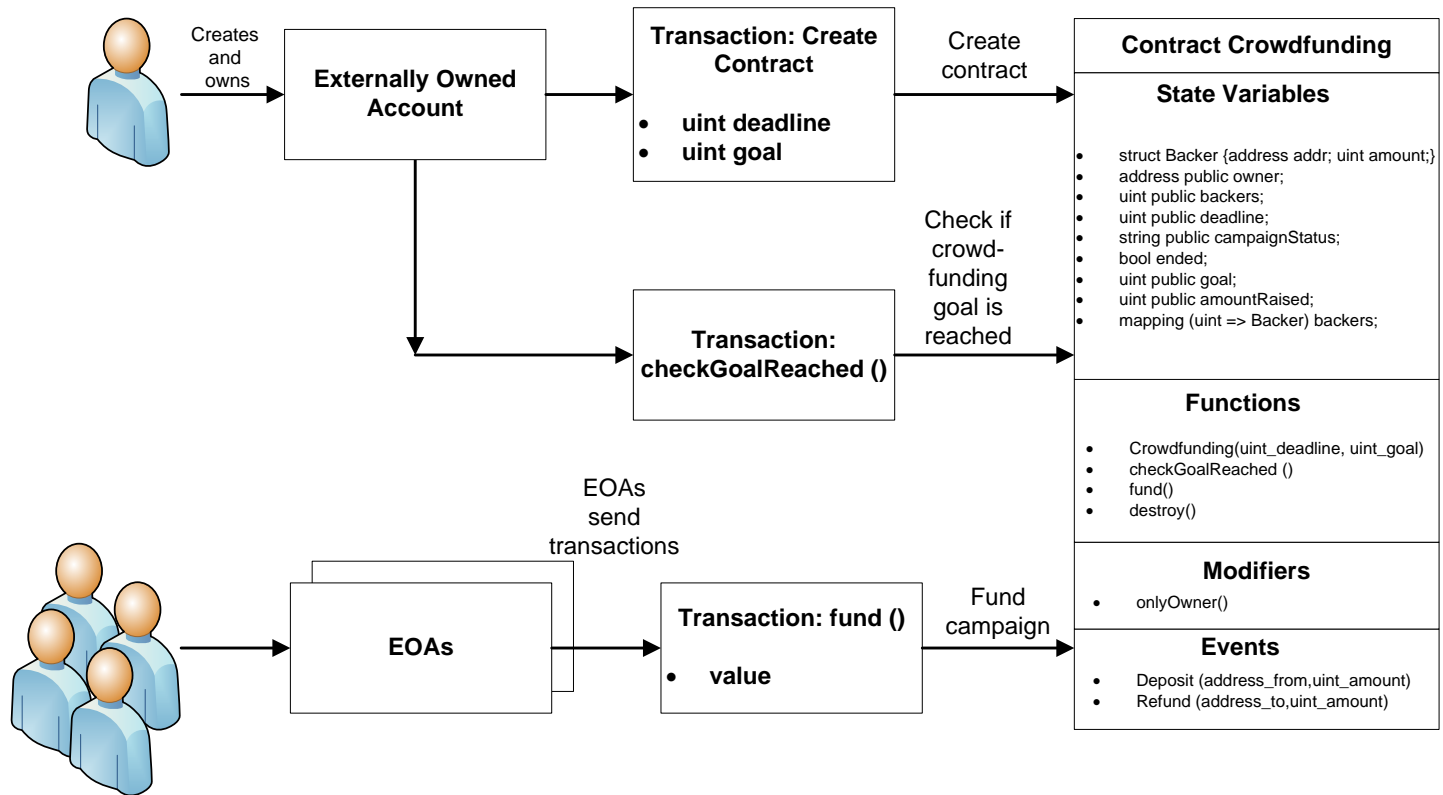 Creates
and
owns
Externally Owned
Account
Transaction: Create
Contract
• uint deadline
• uint goal
Create
contract
Check if
crowd-
funding
goal is
reached
Transaction:
checkGoalReached ()
EOAs
send
transactions
EOAs
Transaction: fund ()
• value
Fund
campaign
Contract Crowdfunding
State Variables
• struct Backer {address addr; uint amount;}
• address public owner;
• uint public backers;
• uint public deadline;
• string public campaignStatus;
• bool ended;
• uint public goal;
• uint public amountRaised;
• mapping (uint => Backer) backers;
Functions
• Crowdfunding(uint_deadline, uint_goal)
• checkGoalReached ()
• fund()
• destroy()
Modifiers
• onlyOwner()
Events
• Deposit (address_from,uint_amount)
• Refund (address_to,uint_amount)